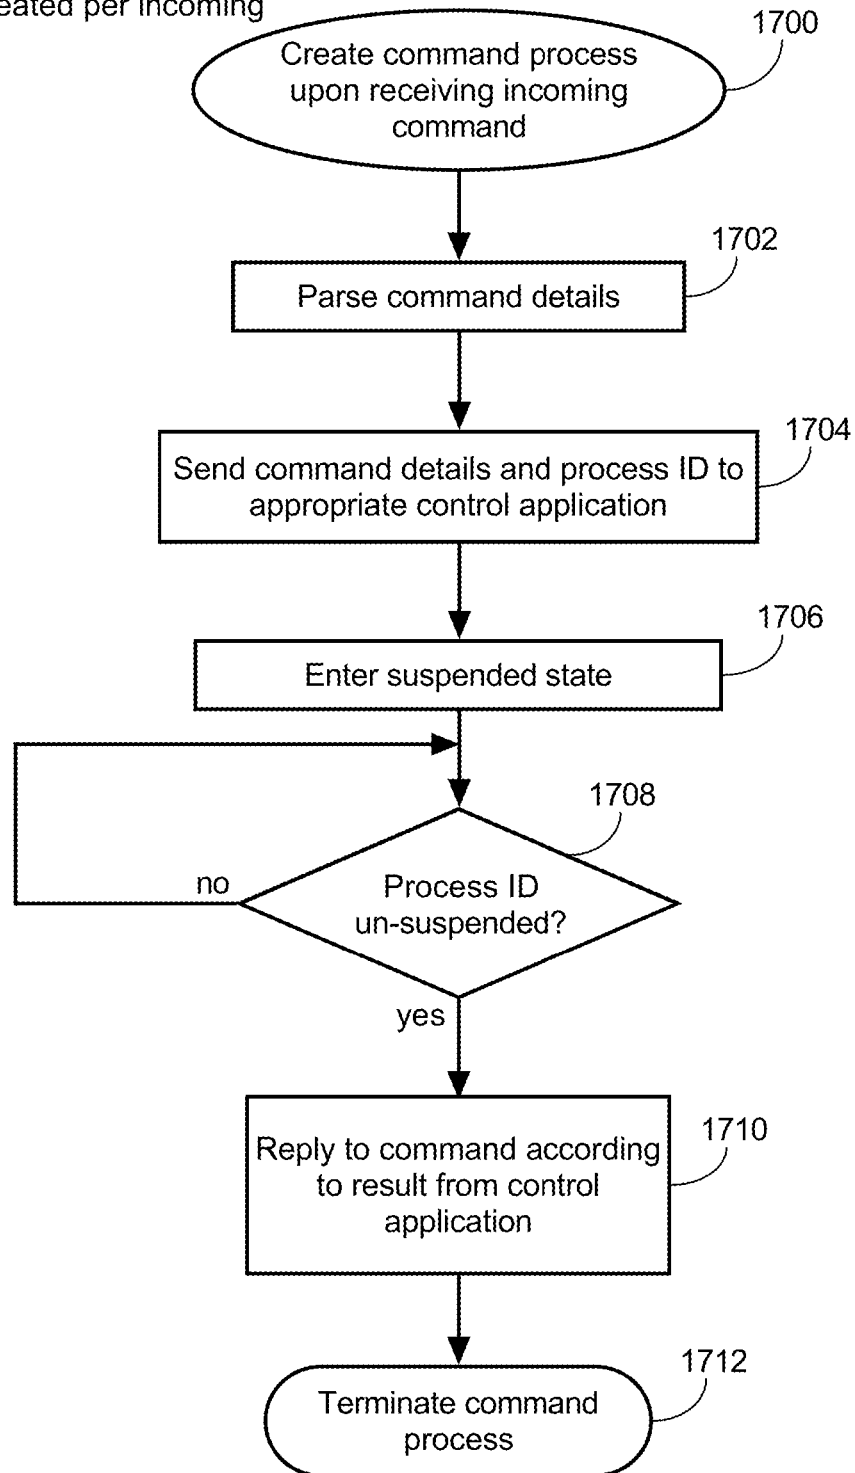 eated per incoming
1700
Create command process
upon receiving incoming
command
1702
Parse command details
1704
Send command details and process ID to
appropriate control application
1706
Enter suspended state
1708
Process ID
un-suspended?
no
yes
1710
Reply to command according
to result from control
application
1712
Terminate command
process